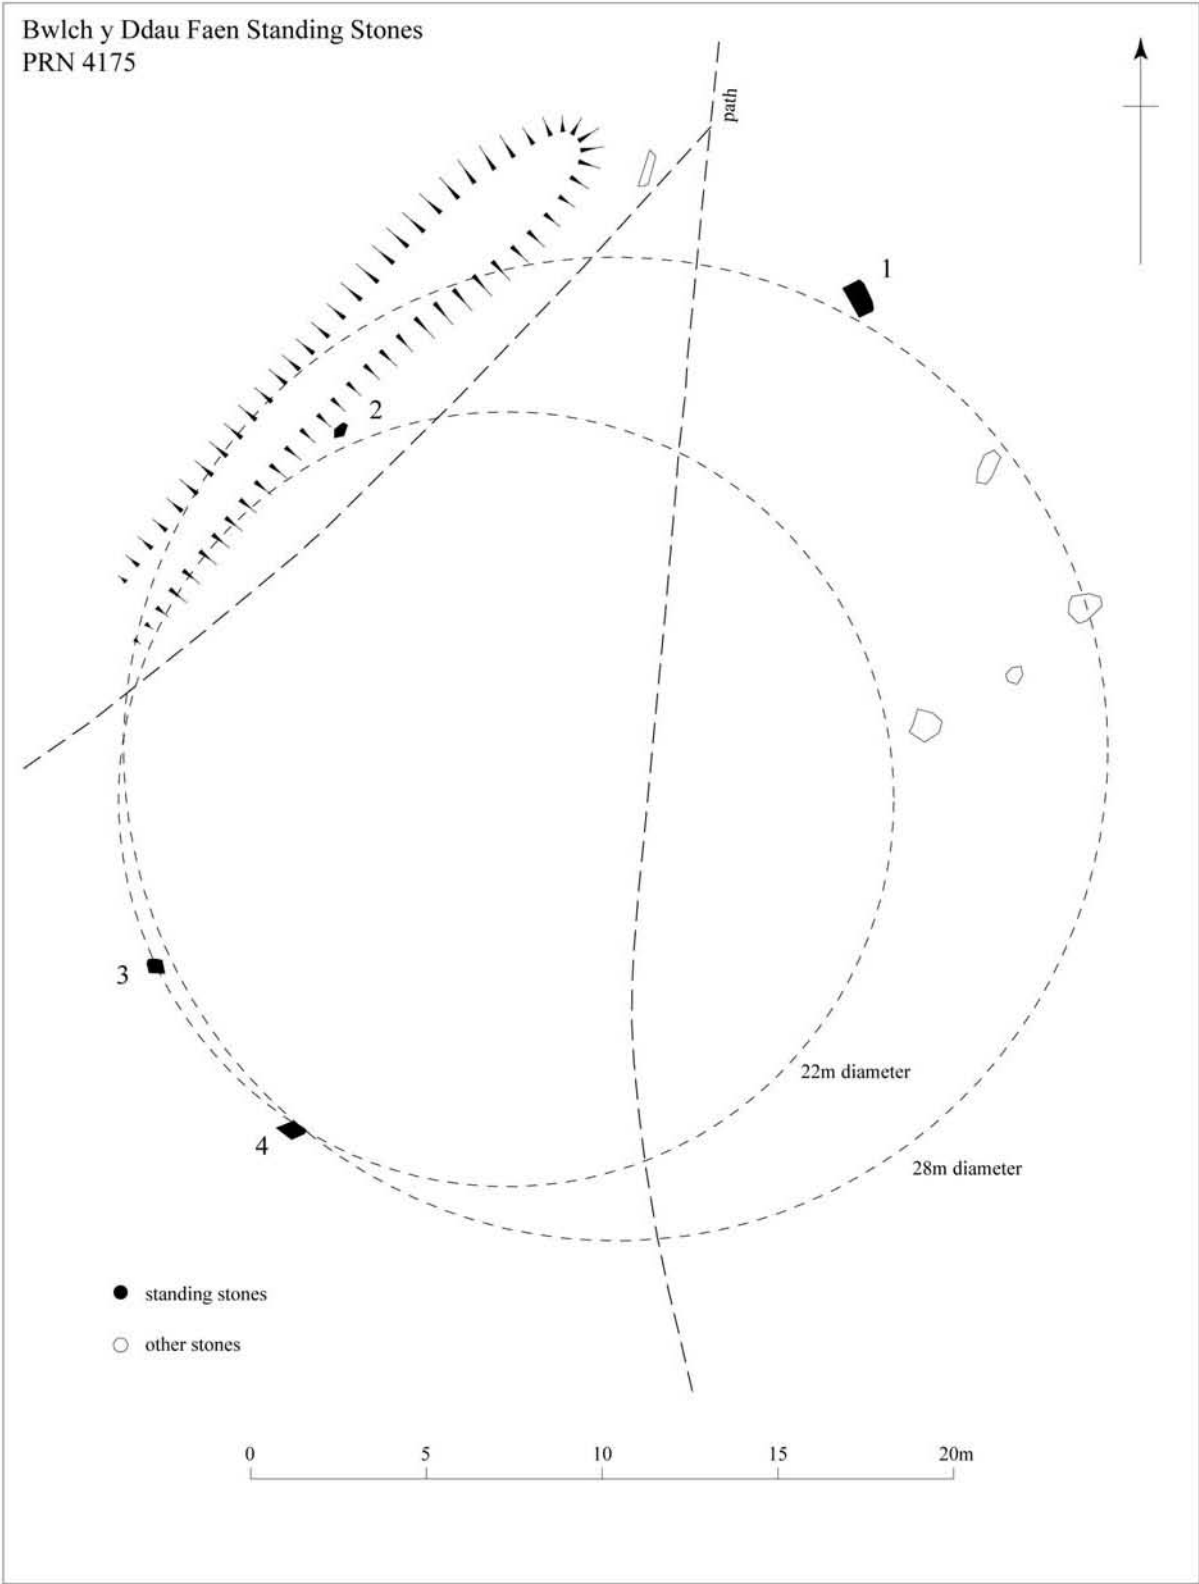 Bwlch y Ddau Faen Standing Stones
PRN 4175
path
1
2
3
4
22m diameter
28m diameter
standing stones
other stones
0 5 10 15 20m